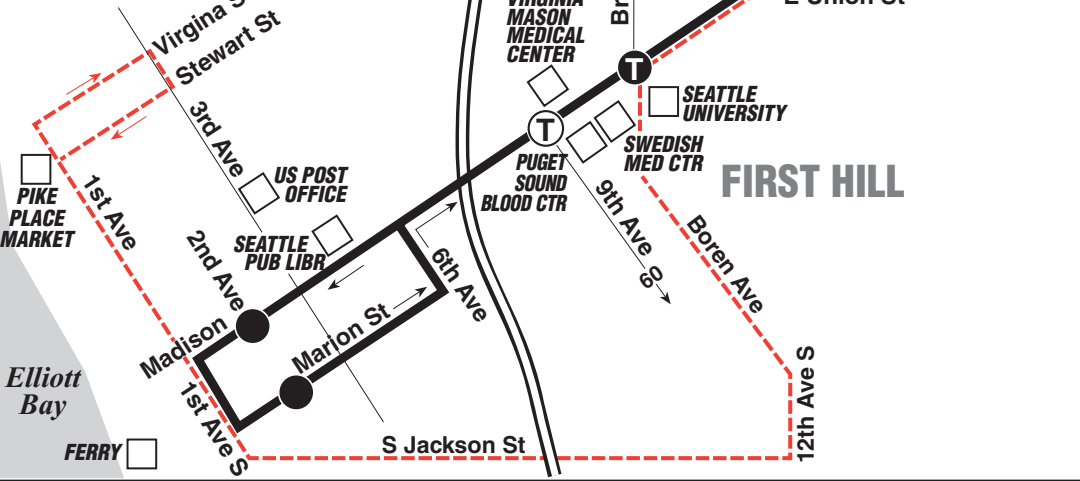 E Union St
Virginia S
Stewart St
VIRGINIA
MASON
MEDICAL
CENTER
Br
T
SEATTLE
UNIVERSITY
T
SWEDISH
MED CTR
3rd Ave
US POST
OFFICE
PUGET
SOUND
BLOOD CTR
FIRST HILL
PIKE
PLACE
MARKET
1st Ave
9th Ave
60
Boren Ave
2nd Ave
SEATTLE
PUB LIBR
6th Ave
Madison
Marion St
Elliott
Bay
1st Ave S
12th Ave S
FERRY
S Jackson St